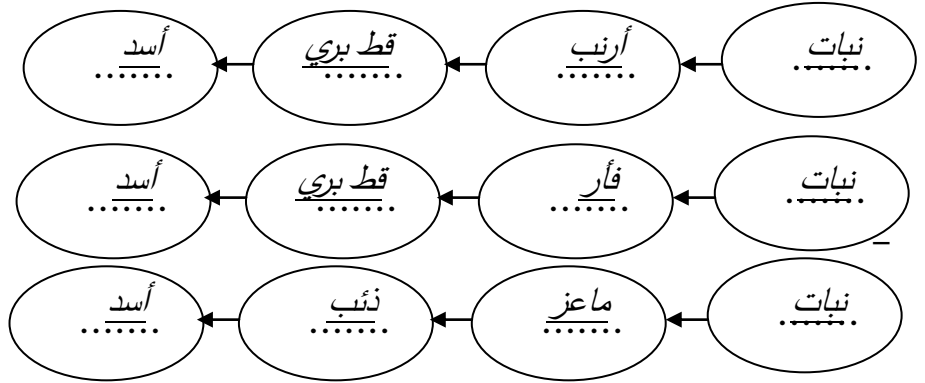 نبات أرنب قط بري أسد
نبات فأر قط بري أسد
نبات ماعز ذئب أسد